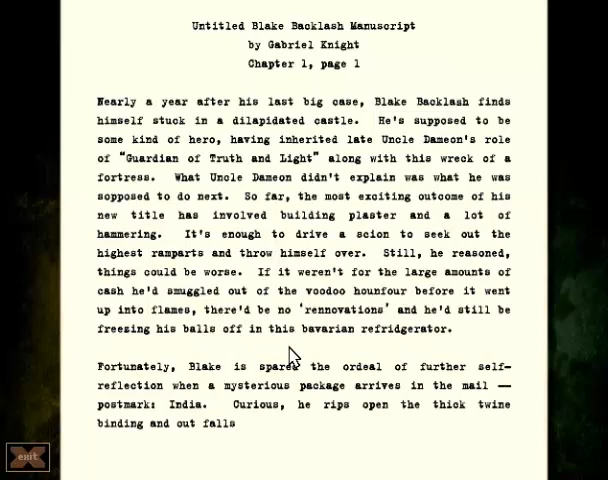 Untitled Blake Backlash Manuscript
by Gabriel Knight
Chapter 1, page 1
Nearly a year after his last big case, Blake Backlash finds
himself stuck in a dilapidated castle. He's supposed to be
some kind of hero, having inherited late Uncle Dameon's role
of "Guardian of Truth and Light" along with this wreck of a
fortress. What Uncle Dameon didn't explain was what he was
sopposed to do next. So far, the most exciting outcome of his
new title has involved building plaster and a lot of
hammering. It's enough to drive a scion to seek out the
highest ramparts and throw himself over. Still, he reasoned,
things could be worse. If it weren't for the large amounts of
cash he'd smuggled out of the voodoo hounfour before it went
up into flames, there'd be no 'rennovations' and he'd still be
freezing his balls off in this bavarian refridgerator.
Fortunately, Blake is spared the ordeal of further self-
reflection when a mysterious package arrives in the mail —
postmark: India. Curious, he rips open the thick twine
binding and out falls
exit